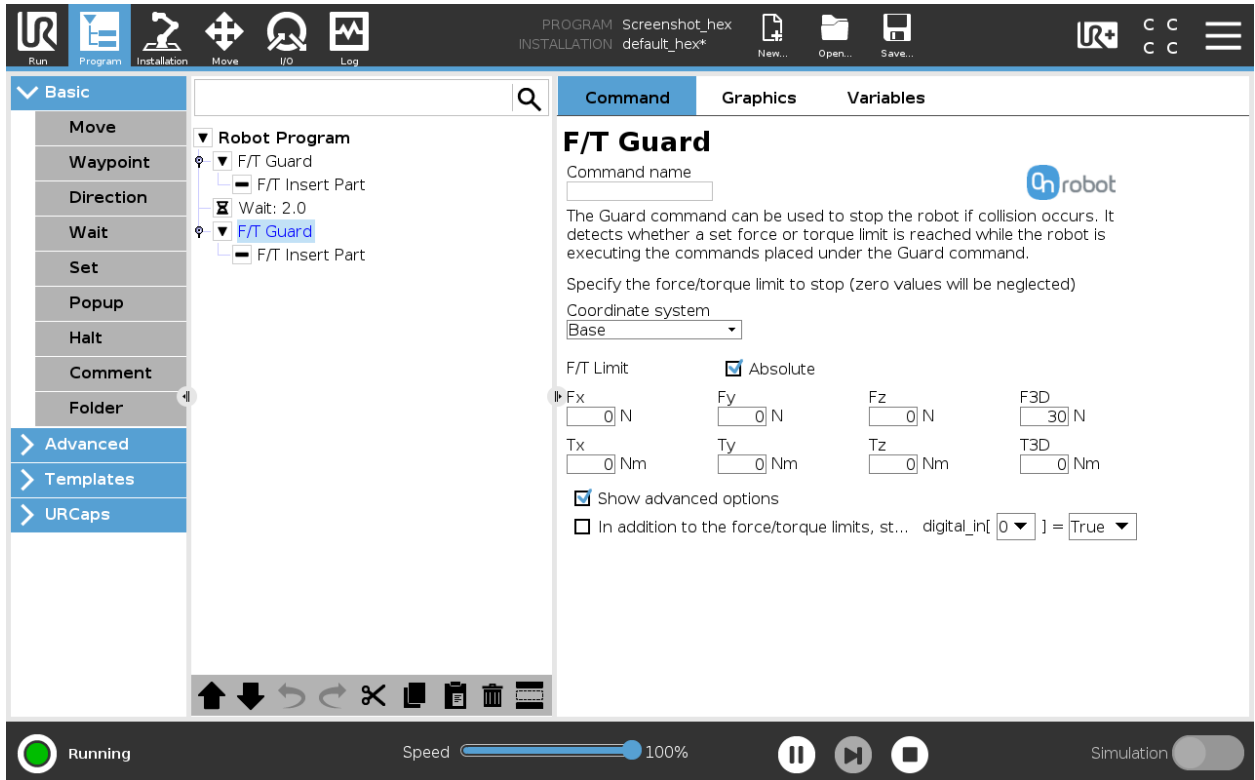 PROGRAM Screenshot_hex
INSTALLATION default_hex*
UR
Run
Program
Installation
Move
I/O
Log
New...
Open...
Save...
UR+
C C
C C
Basic
Move
Waypoint
Direction
Wait
Set
Popup
Halt
Comment
Folder
Advanced
Templates
URCaps
Robot Program
F/T Guard
F/T Insert Part
Wait: 2.0
F/T Guard
F/T Insert Part
Command Graphics Variables
F/T Guard
Command name
On robot
The Guard command can be used to stop the robot if collision occurs. It
detects whether a set force or torque limit is reached while the robot is
executing the commands placed under the Guard command.
Specify the force/torque limit to stop (zero values will be neglected)
Coordinate system
Base
F/T Limit Absolute
Fx Fy Fz F3D
0 N 0 N 0 N 30 N
Tx Ty Tz T3D
0 Nm 0 Nm 0 Nm 0 Nm
Show advanced options
In addition to the force/torque limits, st... digital_in[ 0 ] = True
Running
Speed 100%
Simulation